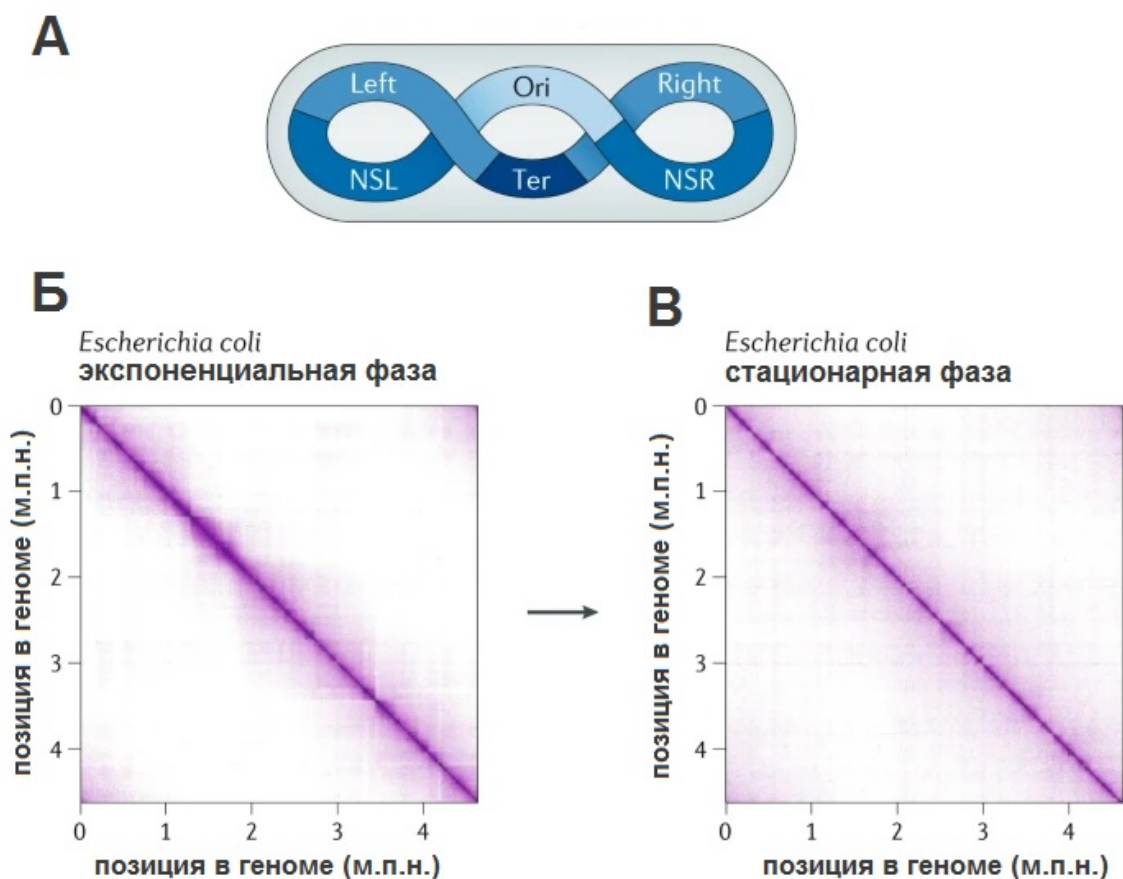 А
Left
Ori
Right
NSL
Ter
NSR
Б
Escherichia coli
экспоненциальная фаза
0
1
2
3
4
позиция в геноме (м.п.н.)
0
1
2
3
4
позиция в геноме (м.п.н.)
В
Escherichia coli
стационарная фаза
0
1
2
3
4
позиция в геноме (м.п.н.)
0
1
2
3
4
позиция в геноме (м.п.н.)